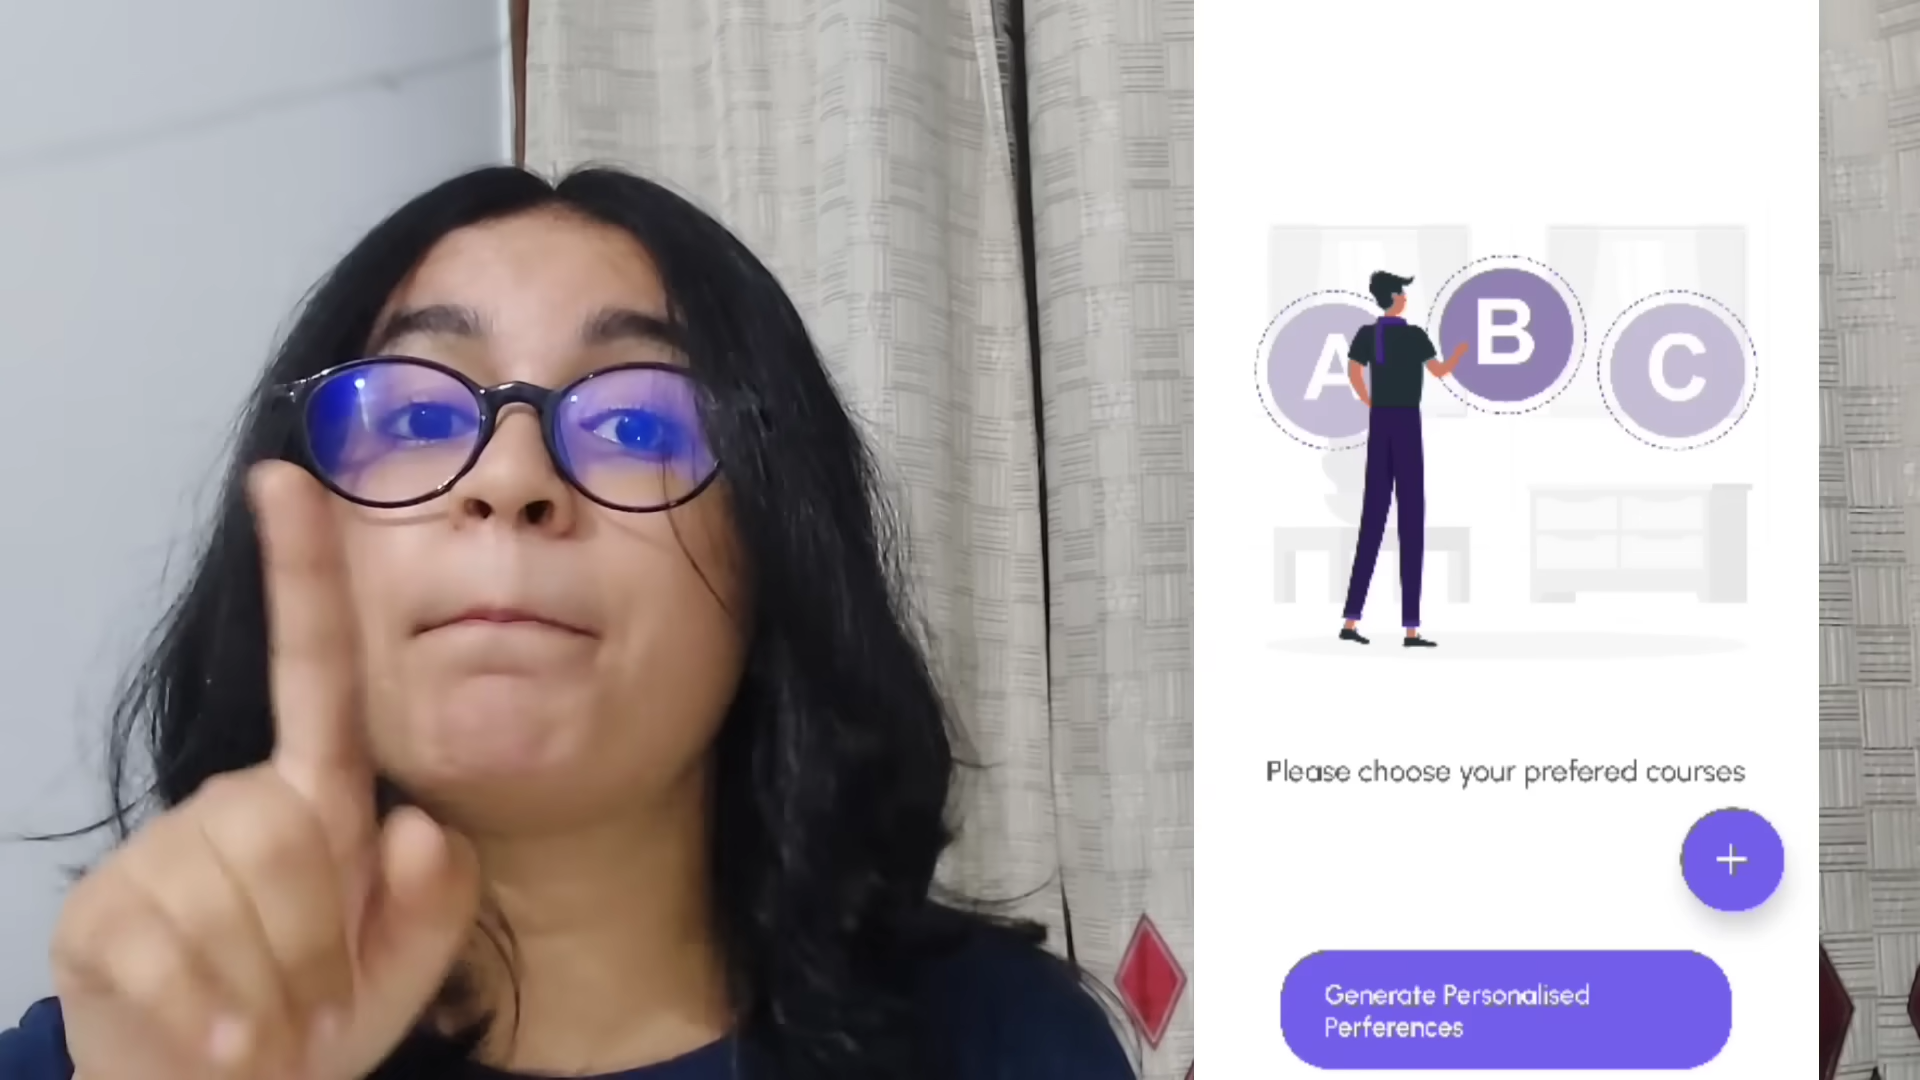 A B C
Please choose your prefered courses
+
Generate Personalised
Perferences